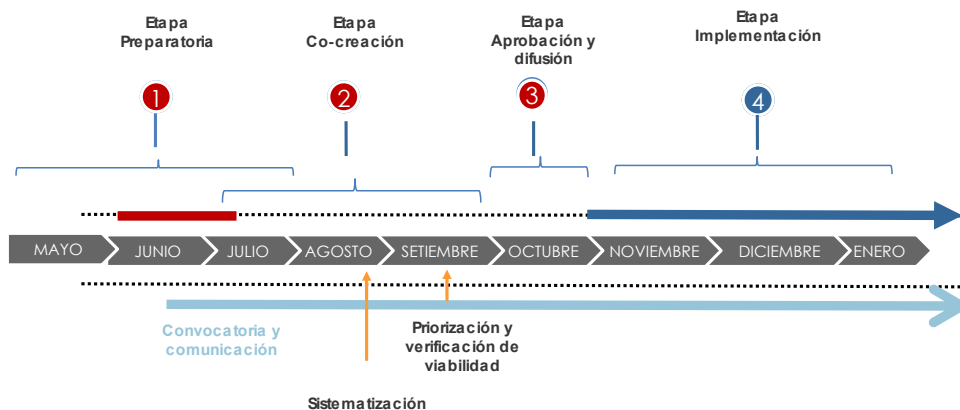 Etapa
Preparatoria
Etapa
Co-creación
Etapa
Aprobación y
difusión
Etapa
Implementación
1
2
3
4
MAYO
JUNIO
JULIO
AGOSTO
SETIEMBRE
OCTUBRE
NOVIEMBRE
DICIEMBRE
ENERO
Convocatoria y
comunicación
Priorización y
verificación de
viabilidad
Sistematización